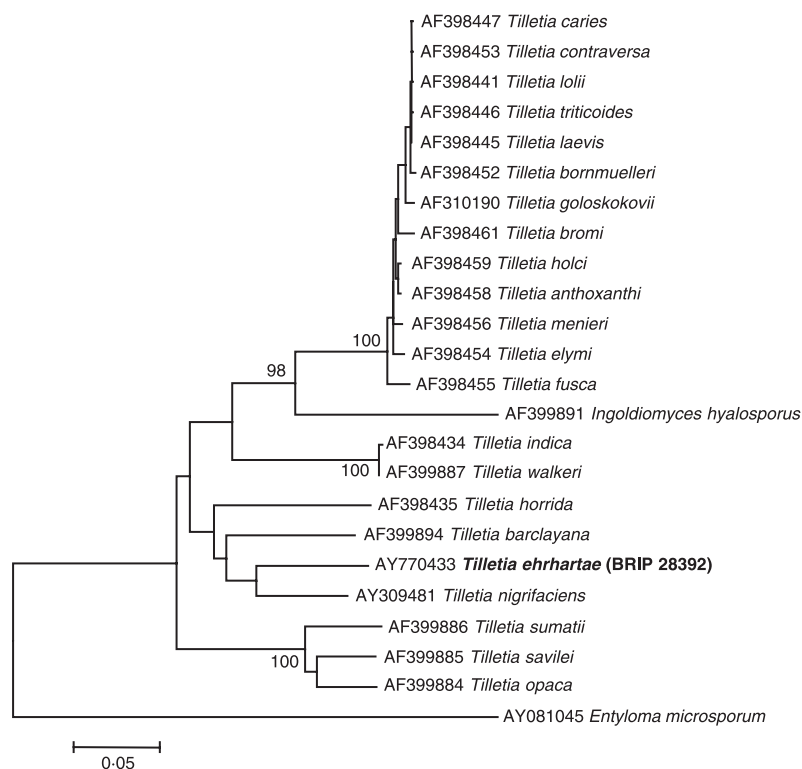 AF398447 Tilletia caries
AF398453 Tilletia contraversa
AF398441 Tilletia lolii
AF398446 Tilletia triticoides
AF398445 Tilletia laevis
AF398452 Tilletia bornmuelleri
AF310190 Tilletia goloskokovii
AF398461 Tilletia bromi
AF398459 Tilletia holci
AF398458 Tilletia anthoxanthi
AF398456 Tilletia menieri
100
AF398454 Tilletia elymi
98
AF398455 Tilletia fusca
AF399891 Ingoldiomyces hyalosporus
AF398434 Tilletia indica
100
AF399887 Tilletia walkeri
AF398435 Tilletia horrida
AF399894 Tilletia barclayana
AY770433 Tilletia ehrhartae (BRIP 28392)
AY309481 Tilletia nigrifaciens
AF399886 Tilletia sumatii
100
AF399885 Tilletia savilei
AF399884 Tilletia opaca
AY081045 Entyloma microsporum
0·05